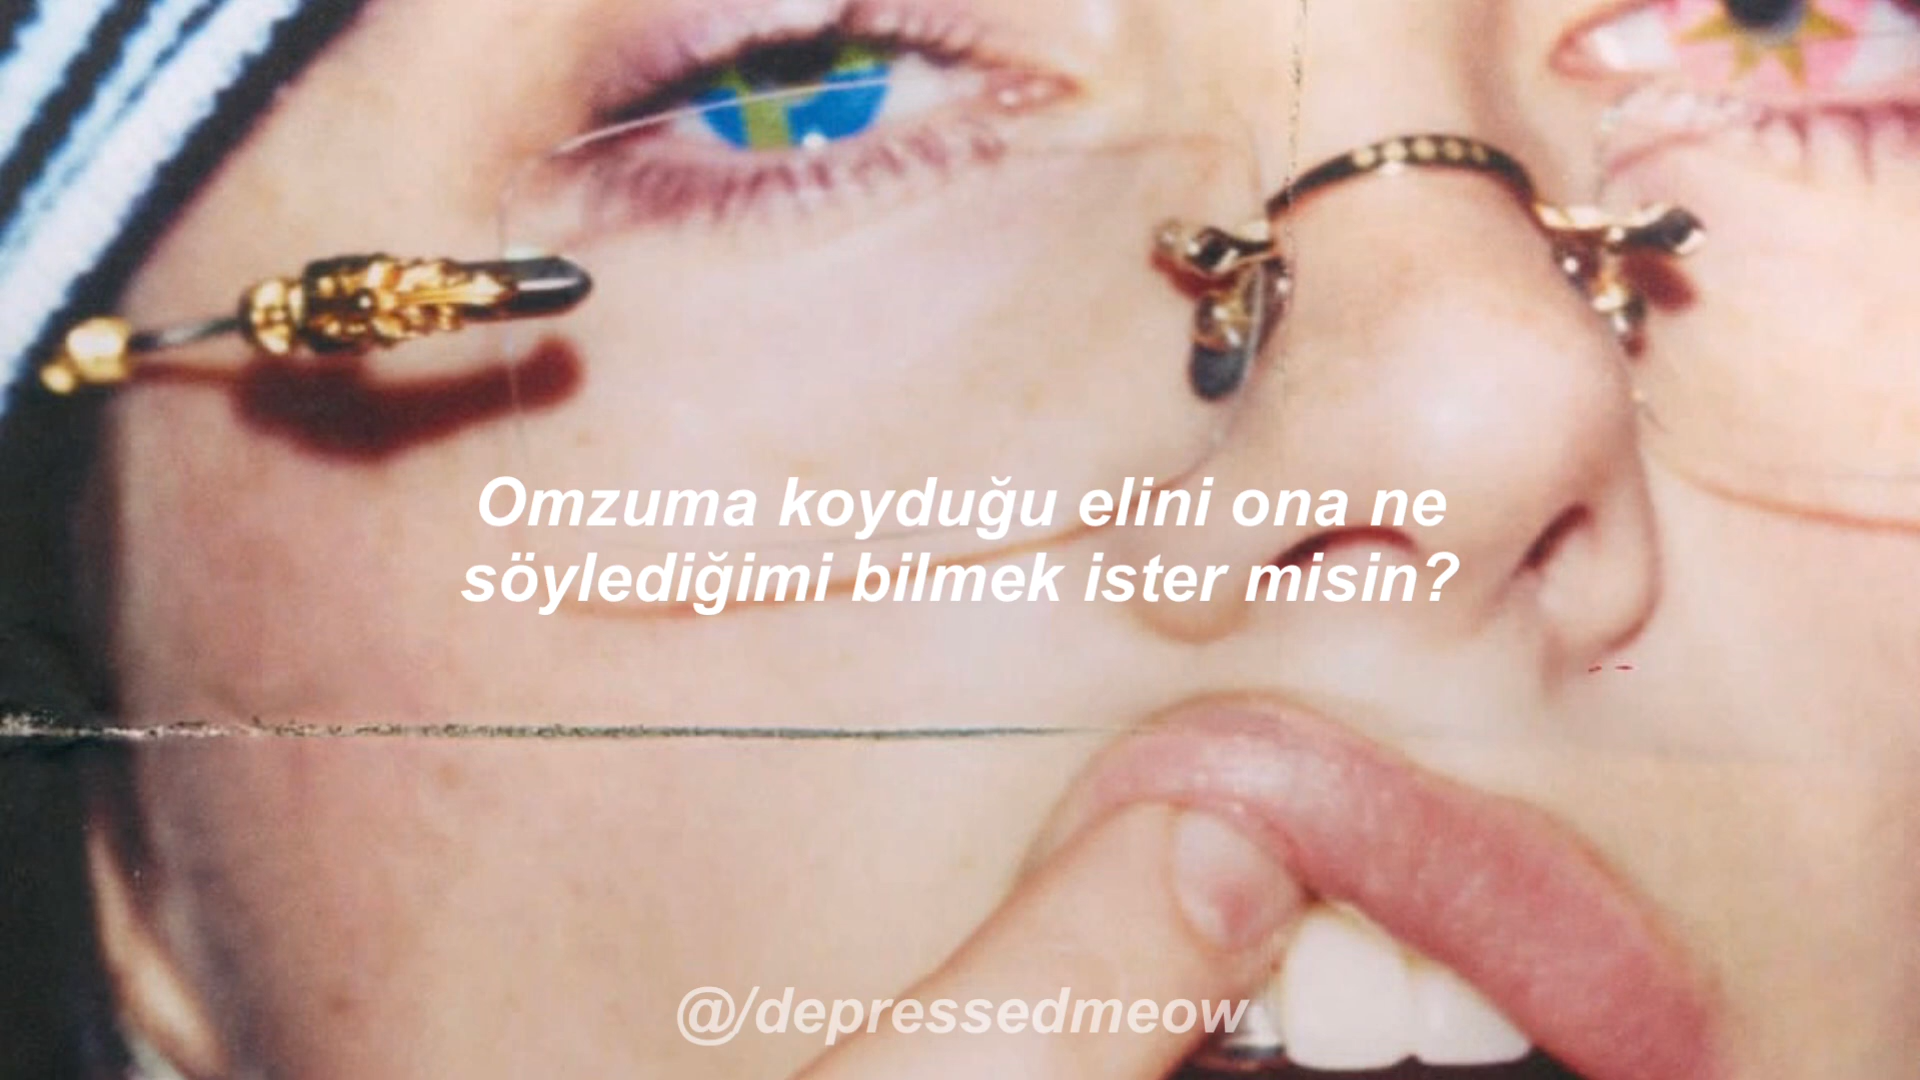 Omzuma koyduğu elini ona ne
söylediğimi bilmek ister misin?
@/depressedmeow